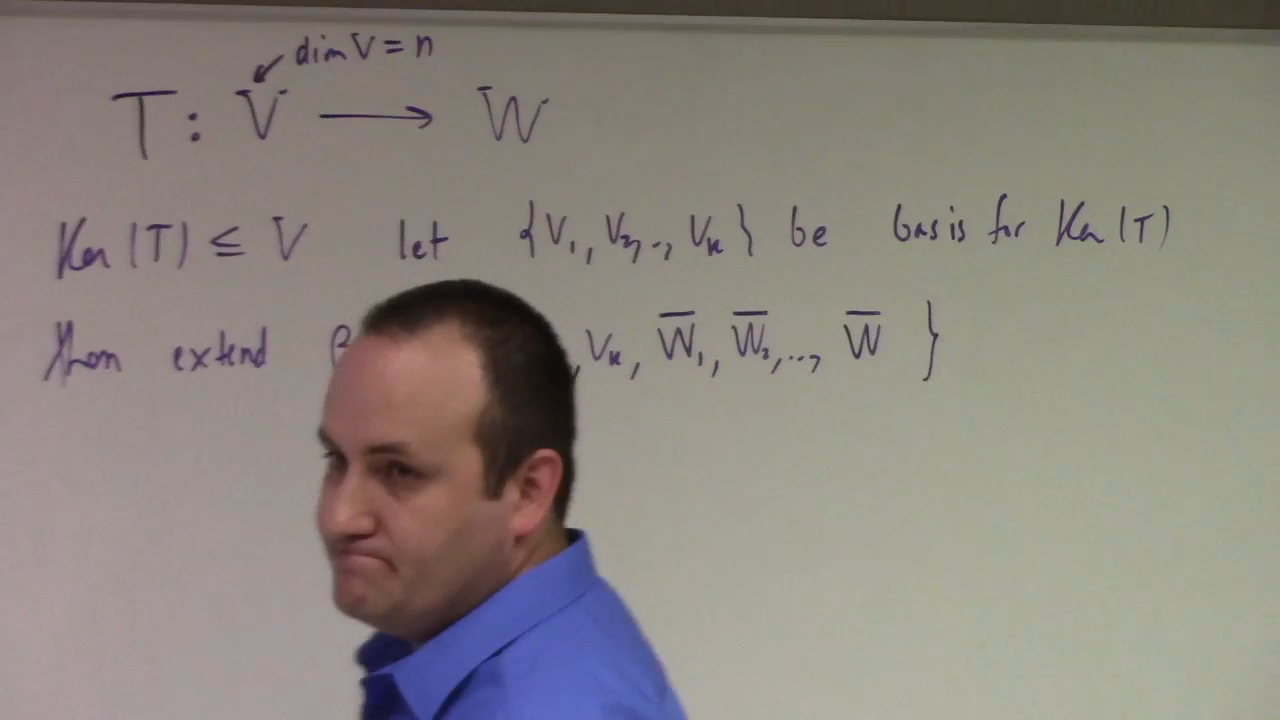 dim V = n
T : V → W
Ker (T) ≤ V let {v₁, v₂, .., vₖ} be basis for Ker (T)
Then extend β , vₖ, W̅₁, W̅₂, ..., W̅ }